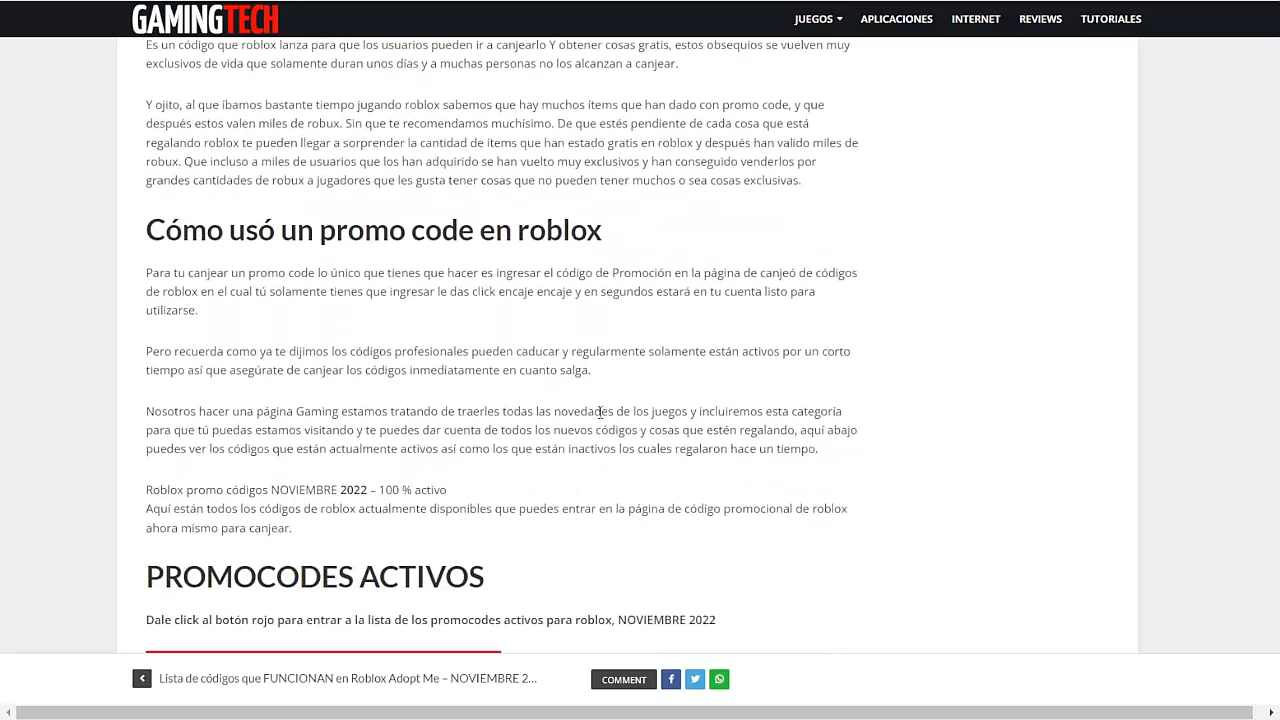 GAMINGTECH
JUEGOS APLICACIONES INTERNET REVIEWS TUTORIALES
Es un código que roblox lanza para que los usuarios pueden ir a canjearlo Y obtener cosas gratis, estos obsequios se vuelven muy
exclusivos de vida que solamente duran unos días y a muchas personas no los alcanzan a canjear.
Y ojito, al que íbamos bastante tiempo jugando roblox sabemos que hay muchos ítems que han dado con promo code, y que
después estos valen miles de robux. Sin que te recomendamos muchísimo. De que estés pendiente de cada cosa que está
regalando roblox te pueden llegar a sorprender la cantidad de ítems que han estado gratis en roblox y después han valido miles de
robux. Que incluso a miles de usuarios que los han adquirido se han vuelto muy exclusivos y han conseguido venderlos por
grandes cantidades de robux a jugadores que les gusta tener cosas que no pueden tener muchos o sea cosas exclusivas.
Cómo usó un promo code en roblox
Para tu canjear un promo code lo único que tienes que hacer es ingresar el código de Promoción en la página de canjeó de códigos
de roblox en el cual tú solamente tienes que ingresar le das click encaje encaje y en segundos estará en tu cuenta listo para
utilizarse.
Pero recuerda como ya te dijimos los códigos profesionales pueden caducar y regularmente solamente están activos por un corto
tiempo así que asegúrate de canjear los códigos inmediatamente en cuanto salga.
Nosotros hacer una página Gaming estamos tratando de traerles todas las novedades de los juegos y incluiremos esta categoría
para que tú puedas estamos visitando y te puedes dar cuenta de todos los nuevos códigos y cosas que estén regalando, aquí abajo
puedes ver los códigos que están actualmente activos así como los que están inactivos los cuales regalaron hace un tiempo.
Roblox promo códigos NOVIEMBRE 2022 – 100 % activo
Aquí están todos los códigos de roblox actualmente disponibles que puedes entrar en la página de código promocional de roblox
ahora mismo para canjear.
PROMOCODES ACTIVOS
Dale click al botón rojo para entrar a la lista de los promocodes activos para roblox, NOVIEMBRE 2022
Lista de códigos que FUNCIONAN en Roblox Adopt Me – NOVIEMBRE 2... COMMENT